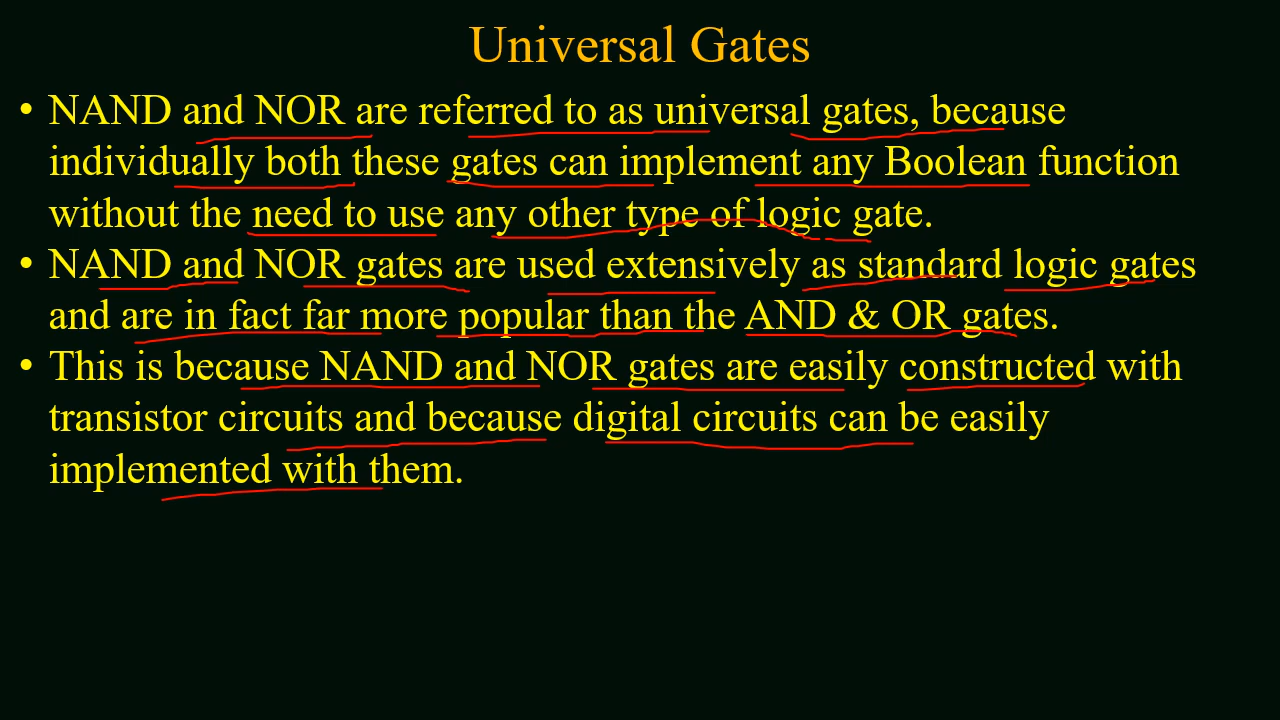 Universal Gates
• NAND and NOR are referred to as universal gates, because
individually both these gates can implement any Boolean function
without the need to use any other type of logic gate.
• NAND and NOR gates are used extensively as standard logic gates
and are in fact far more popular than the AND & OR gates.
• This is because NAND and NOR gates are easily constructed with
transistor circuits and because digital circuits can be easily
implemented with them.